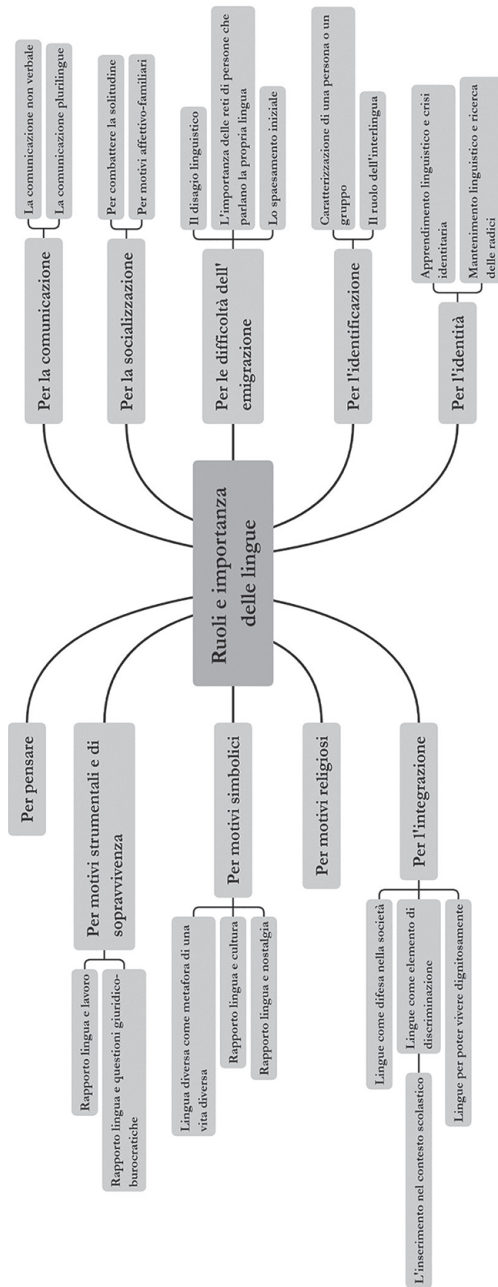 Ruoli e importanza
delle lingue
Per pensare
Per motivi strumentali e di
sopravvivenza
Rapporto lingua e lavoro
Rapporto lingua e questioni giuridico-
burocratiche
Per motivi simbolici
Lingua diversa come metafora di una
vita diversa
Rapporto lingua e cultura
Rapporto lingua e nostalgia
Per motivi religiosi
Per l'integrazione
Lingue come difesa nella società
Lingue come elemento di
discriminazione
L'inserimento nel contesto scolastico
Lingue per poter vivere dignitosamente
Per la comunicazione
La comunicazione non verbale
La comunicazione plurilingue
Per la socializzazione
Per combattere la solitudine
Per motivi affettivo-familiari
Per le difficoltà dell'
emigrazione
Il disagio linguistico
L'importanza delle reti di persone che
parlano la propria lingua
Lo spaesamento iniziale
Per l'identificazione
Caratterizzazione di una persona o un
gruppo
Il ruolo dell'interlingua
Per l'identità
Apprendimento linguistico e crisi
identitaria
Mantenimento linguistico e ricerca
delle radici